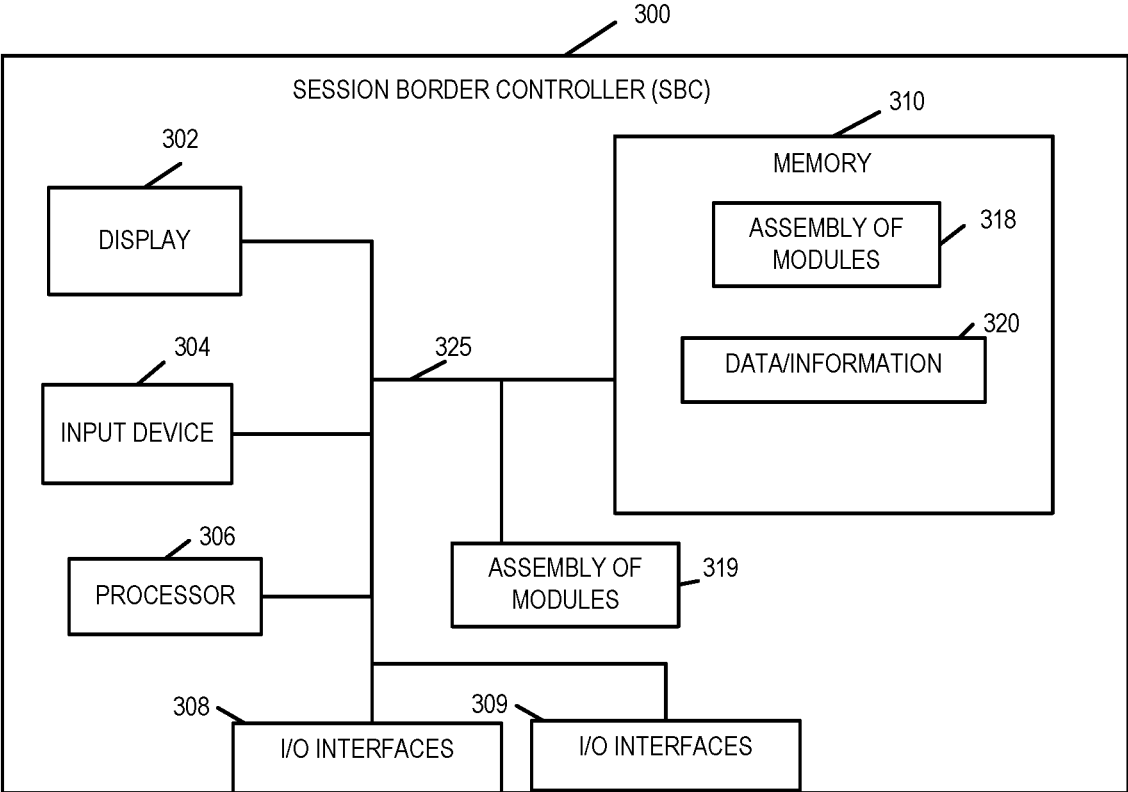 300
SESSION BORDER CONTROLLER (SBC)
302
DISPLAY
304
INPUT DEVICE
306
PROCESSOR
308
I/O INTERFACES
309
I/O INTERFACES
325
310
MEMORY
ASSEMBLY OF
MODULES
318
320
DATA/INFORMATION
ASSEMBLY OF
MODULES
319